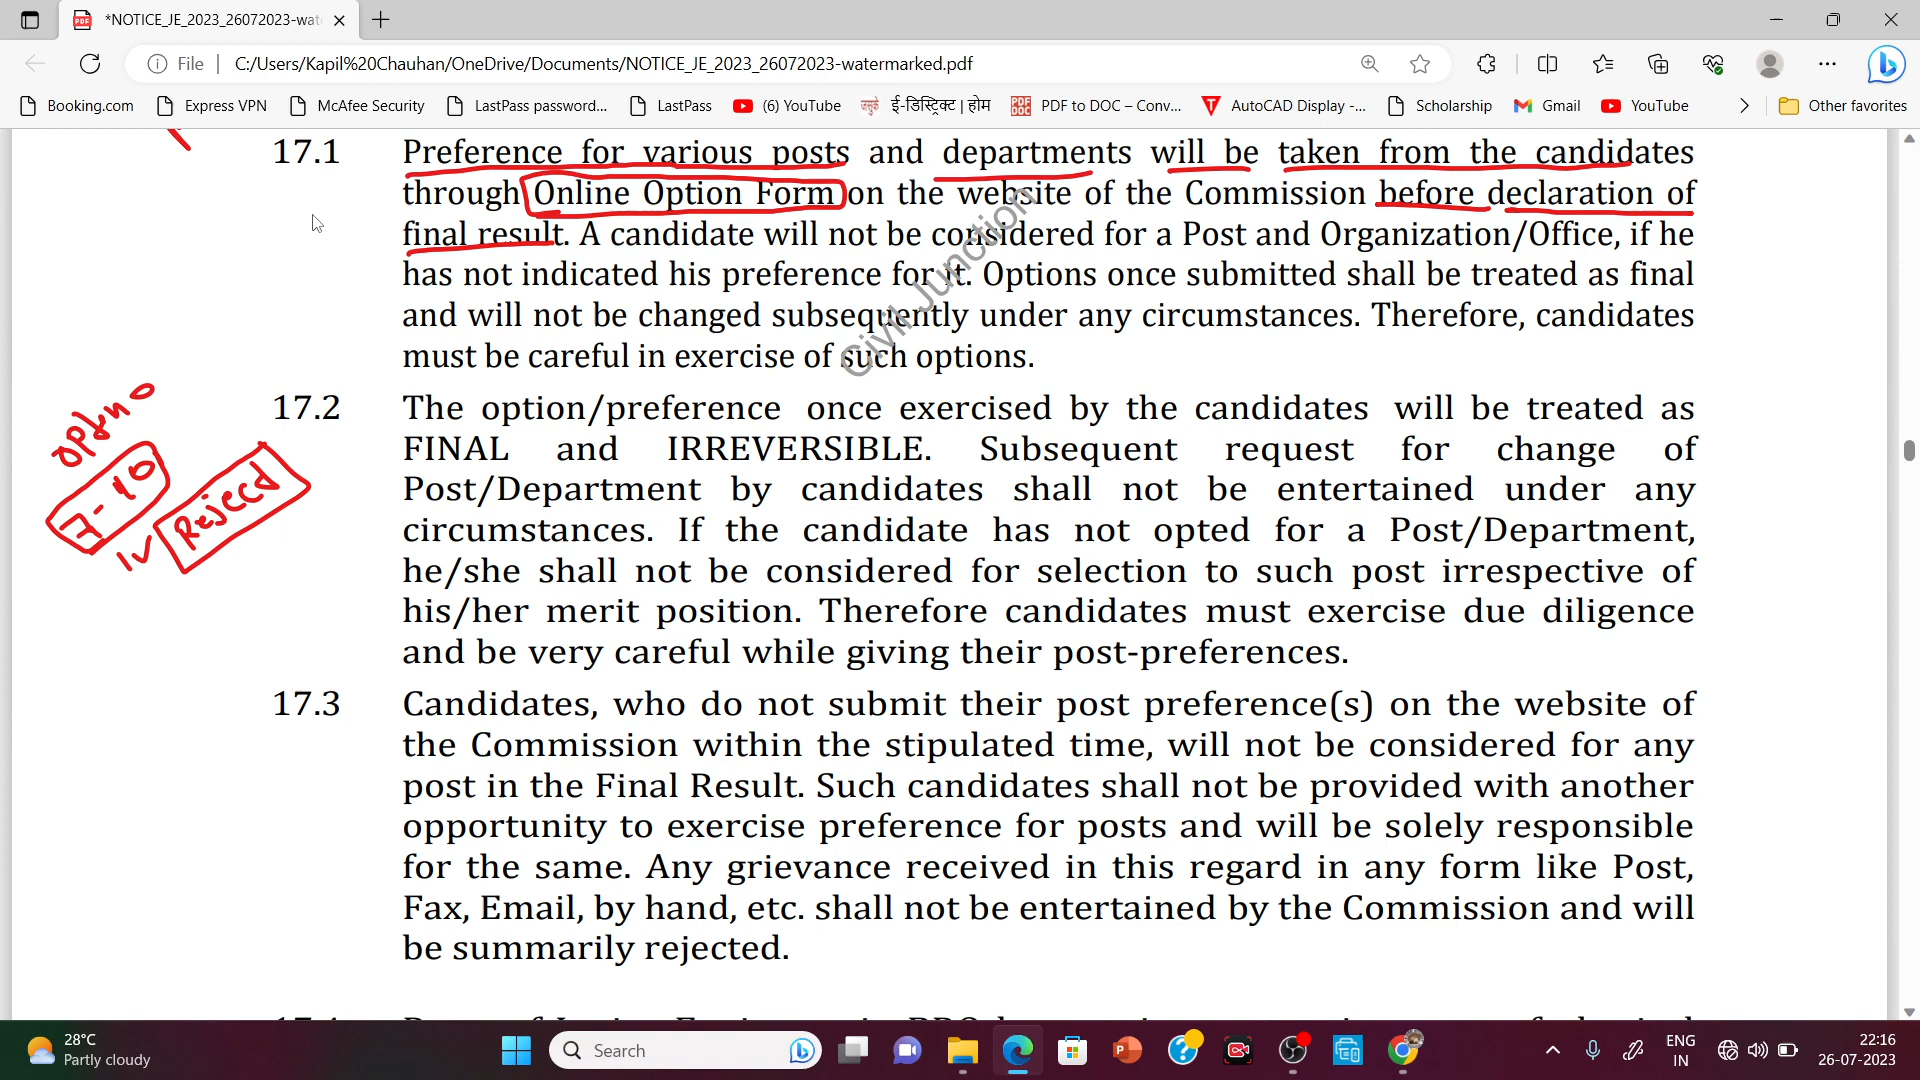 *NOTICE_JE_2023_26072023-wat
File
C:/Users/Kapil%20Chauhan/OneDrive/Documents/NOTICE_JE_2023_26072023-watermarked.pdf
Booking.com
Express VPN
McAfee Security
LastPass password...
LastPass
(6) YouTube
ई-डिस्ट्रिक्ट | होम
PDF to DOC – Conv...
AutoCAD Display -...
Scholarship
Gmail
YouTube
Other favorites
17.1 Preference for various posts and departments will be taken from the candidates
through Online Option Form on the website of the Commission before declaration of
final result. A candidate will not be considered for a Post and Organization/Office, if he
has not indicated his preference for it. Options once submitted shall be treated as final
and will not be changed subsequently under any circumstances. Therefore, candidates
must be careful in exercise of such options.
Civil Junction
17.2 The option/preference once exercised by the candidates will be treated as
FINAL and IRREVERSIBLE. Subsequent request for change of
Post/Department by candidates shall not be entertained under any
circumstances. If the candidate has not opted for a Post/Department,
he/she shall not be considered for selection to such post irrespective of
his/her merit position. Therefore candidates must exercise due diligence
and be very careful while giving their post-preferences.
7-10
Rejecd
17.3 Candidates, who do not submit their post preference(s) on the website of
the Commission within the stipulated time, will not be considered for any
post in the Final Result. Such candidates shall not be provided with another
opportunity to exercise preference for posts and will be solely responsible
for the same. Any grievance received in this regard in any form like Post,
Fax, Email, by hand, etc. shall not be entertained by the Commission and will
be summarily rejected.
28°C
Partly cloudy
Search
ENG
IN
22:16
26-07-2023